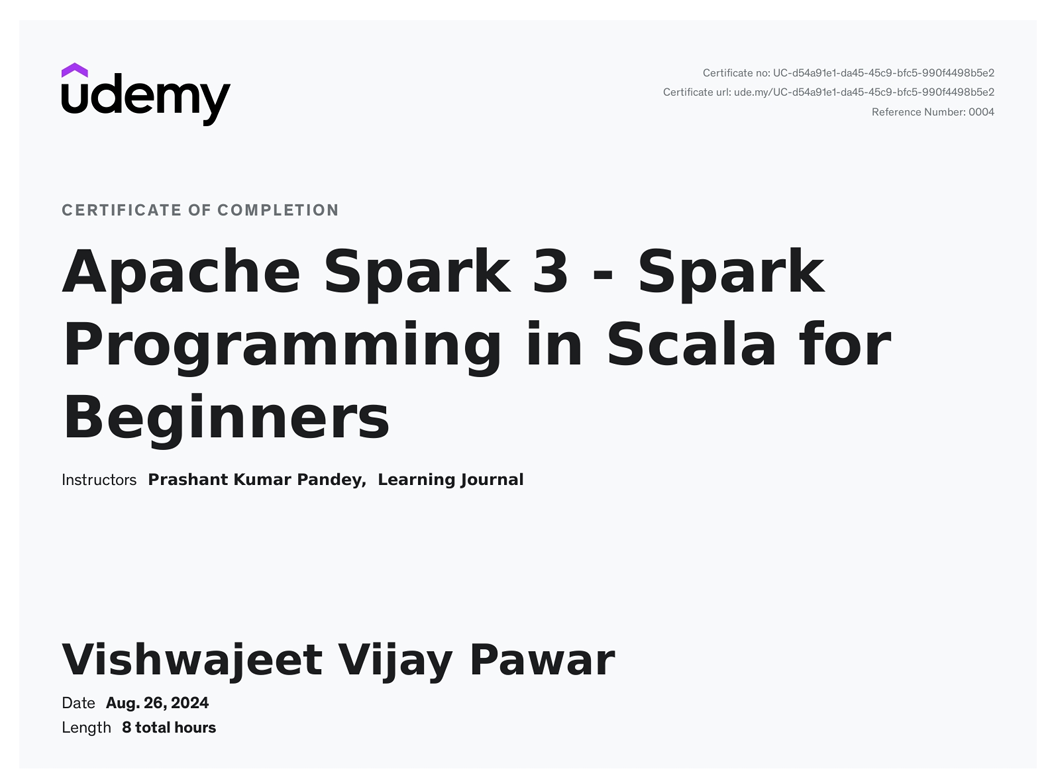 udemy
Certificate no: UC-d54a91e1-da45-45c9-bfc5-990f4498b5e2
Certificate url: ude.my/UC-d54a91e1-da45-45c9-bfc5-990f4498b5e2
Reference Number: 0004
CERTIFICATE OF COMPLETION
Apache Spark 3 - Spark
Programming in Scala for
Beginners
Instructors Prashant Kumar Pandey, Learning Journal
Vishwajeet Vijay Pawar
Date Aug. 26, 2024
Length 8 total hours